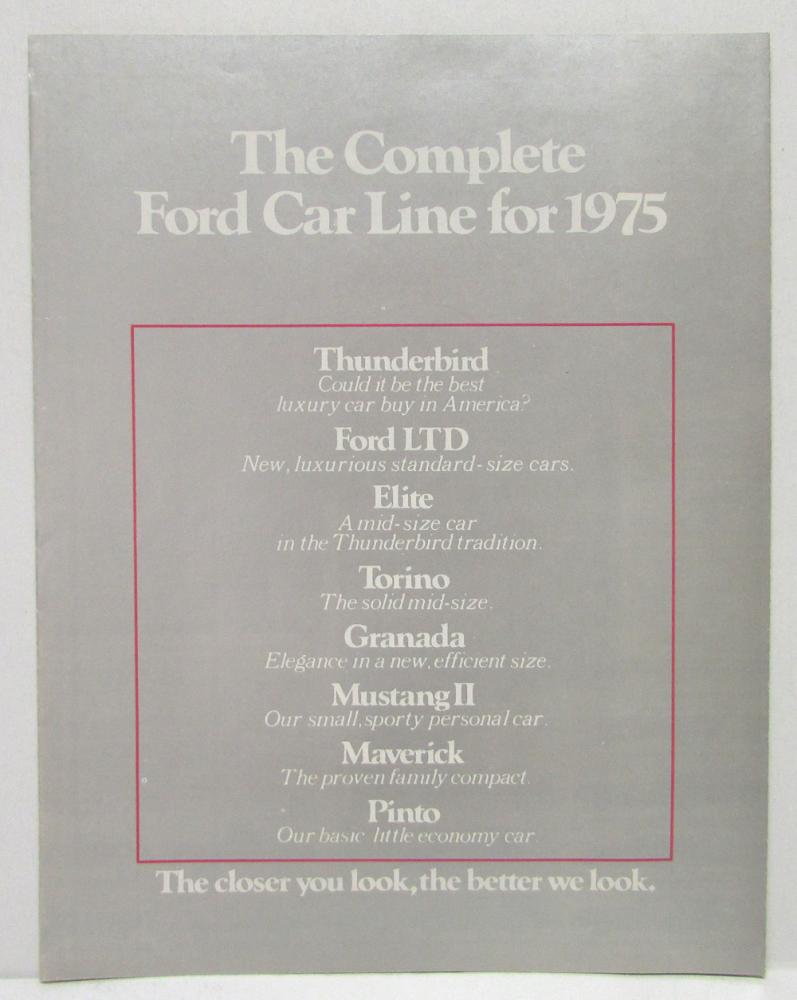 The Complete
Ford Car Line for 1975
Thunderbird
Could it be the best
luxury car buy in America?
Ford LTD
New, luxurious standard-size cars.
Elite
A mid-size car
in the Thunderbird tradition.
Torino
The solid mid-size.
Granada
Elegance in a new, efficient size.
Mustang II
Our small, sporty personal car.
Maverick
The proven family compact.
Pinto
Our basic little economy car.
The closer you look, the better we look.